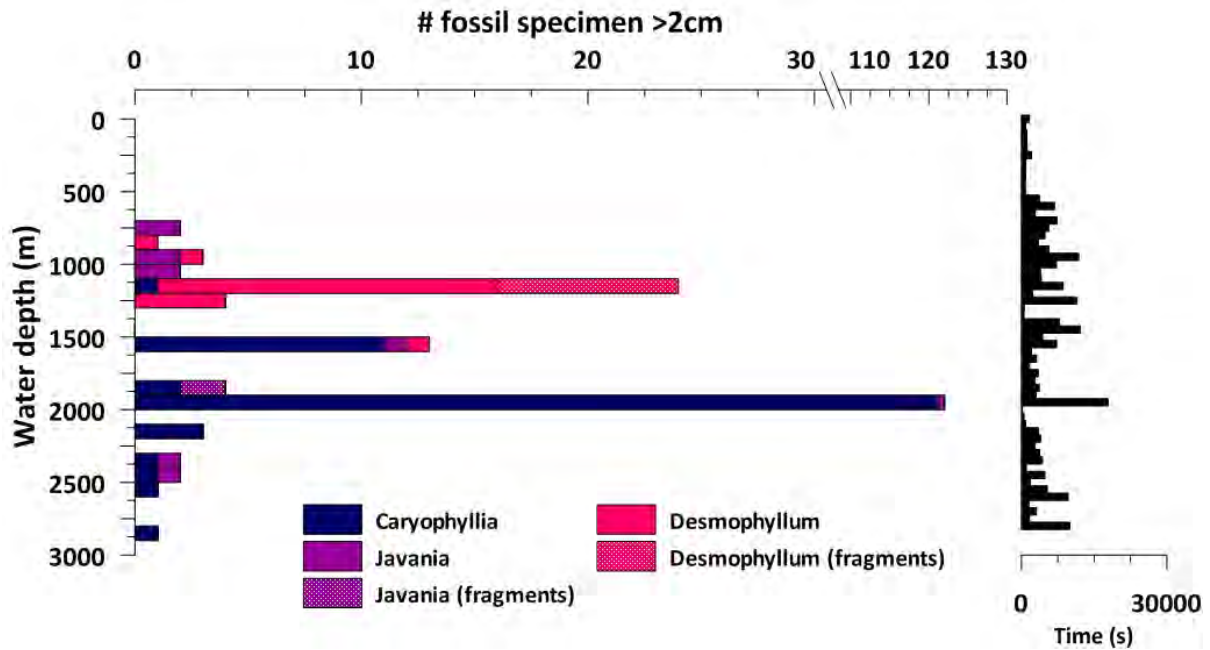 # fossil specimen >2cm
0 10 20 30 110 120 130
0
500
1000
1500
2000
2500
3000
Water depth (m)
Caryophyllia
Javania
Javania (fragments)
Desmophyllum
Desmophyllum (fragments)
0 30000
Time (s)